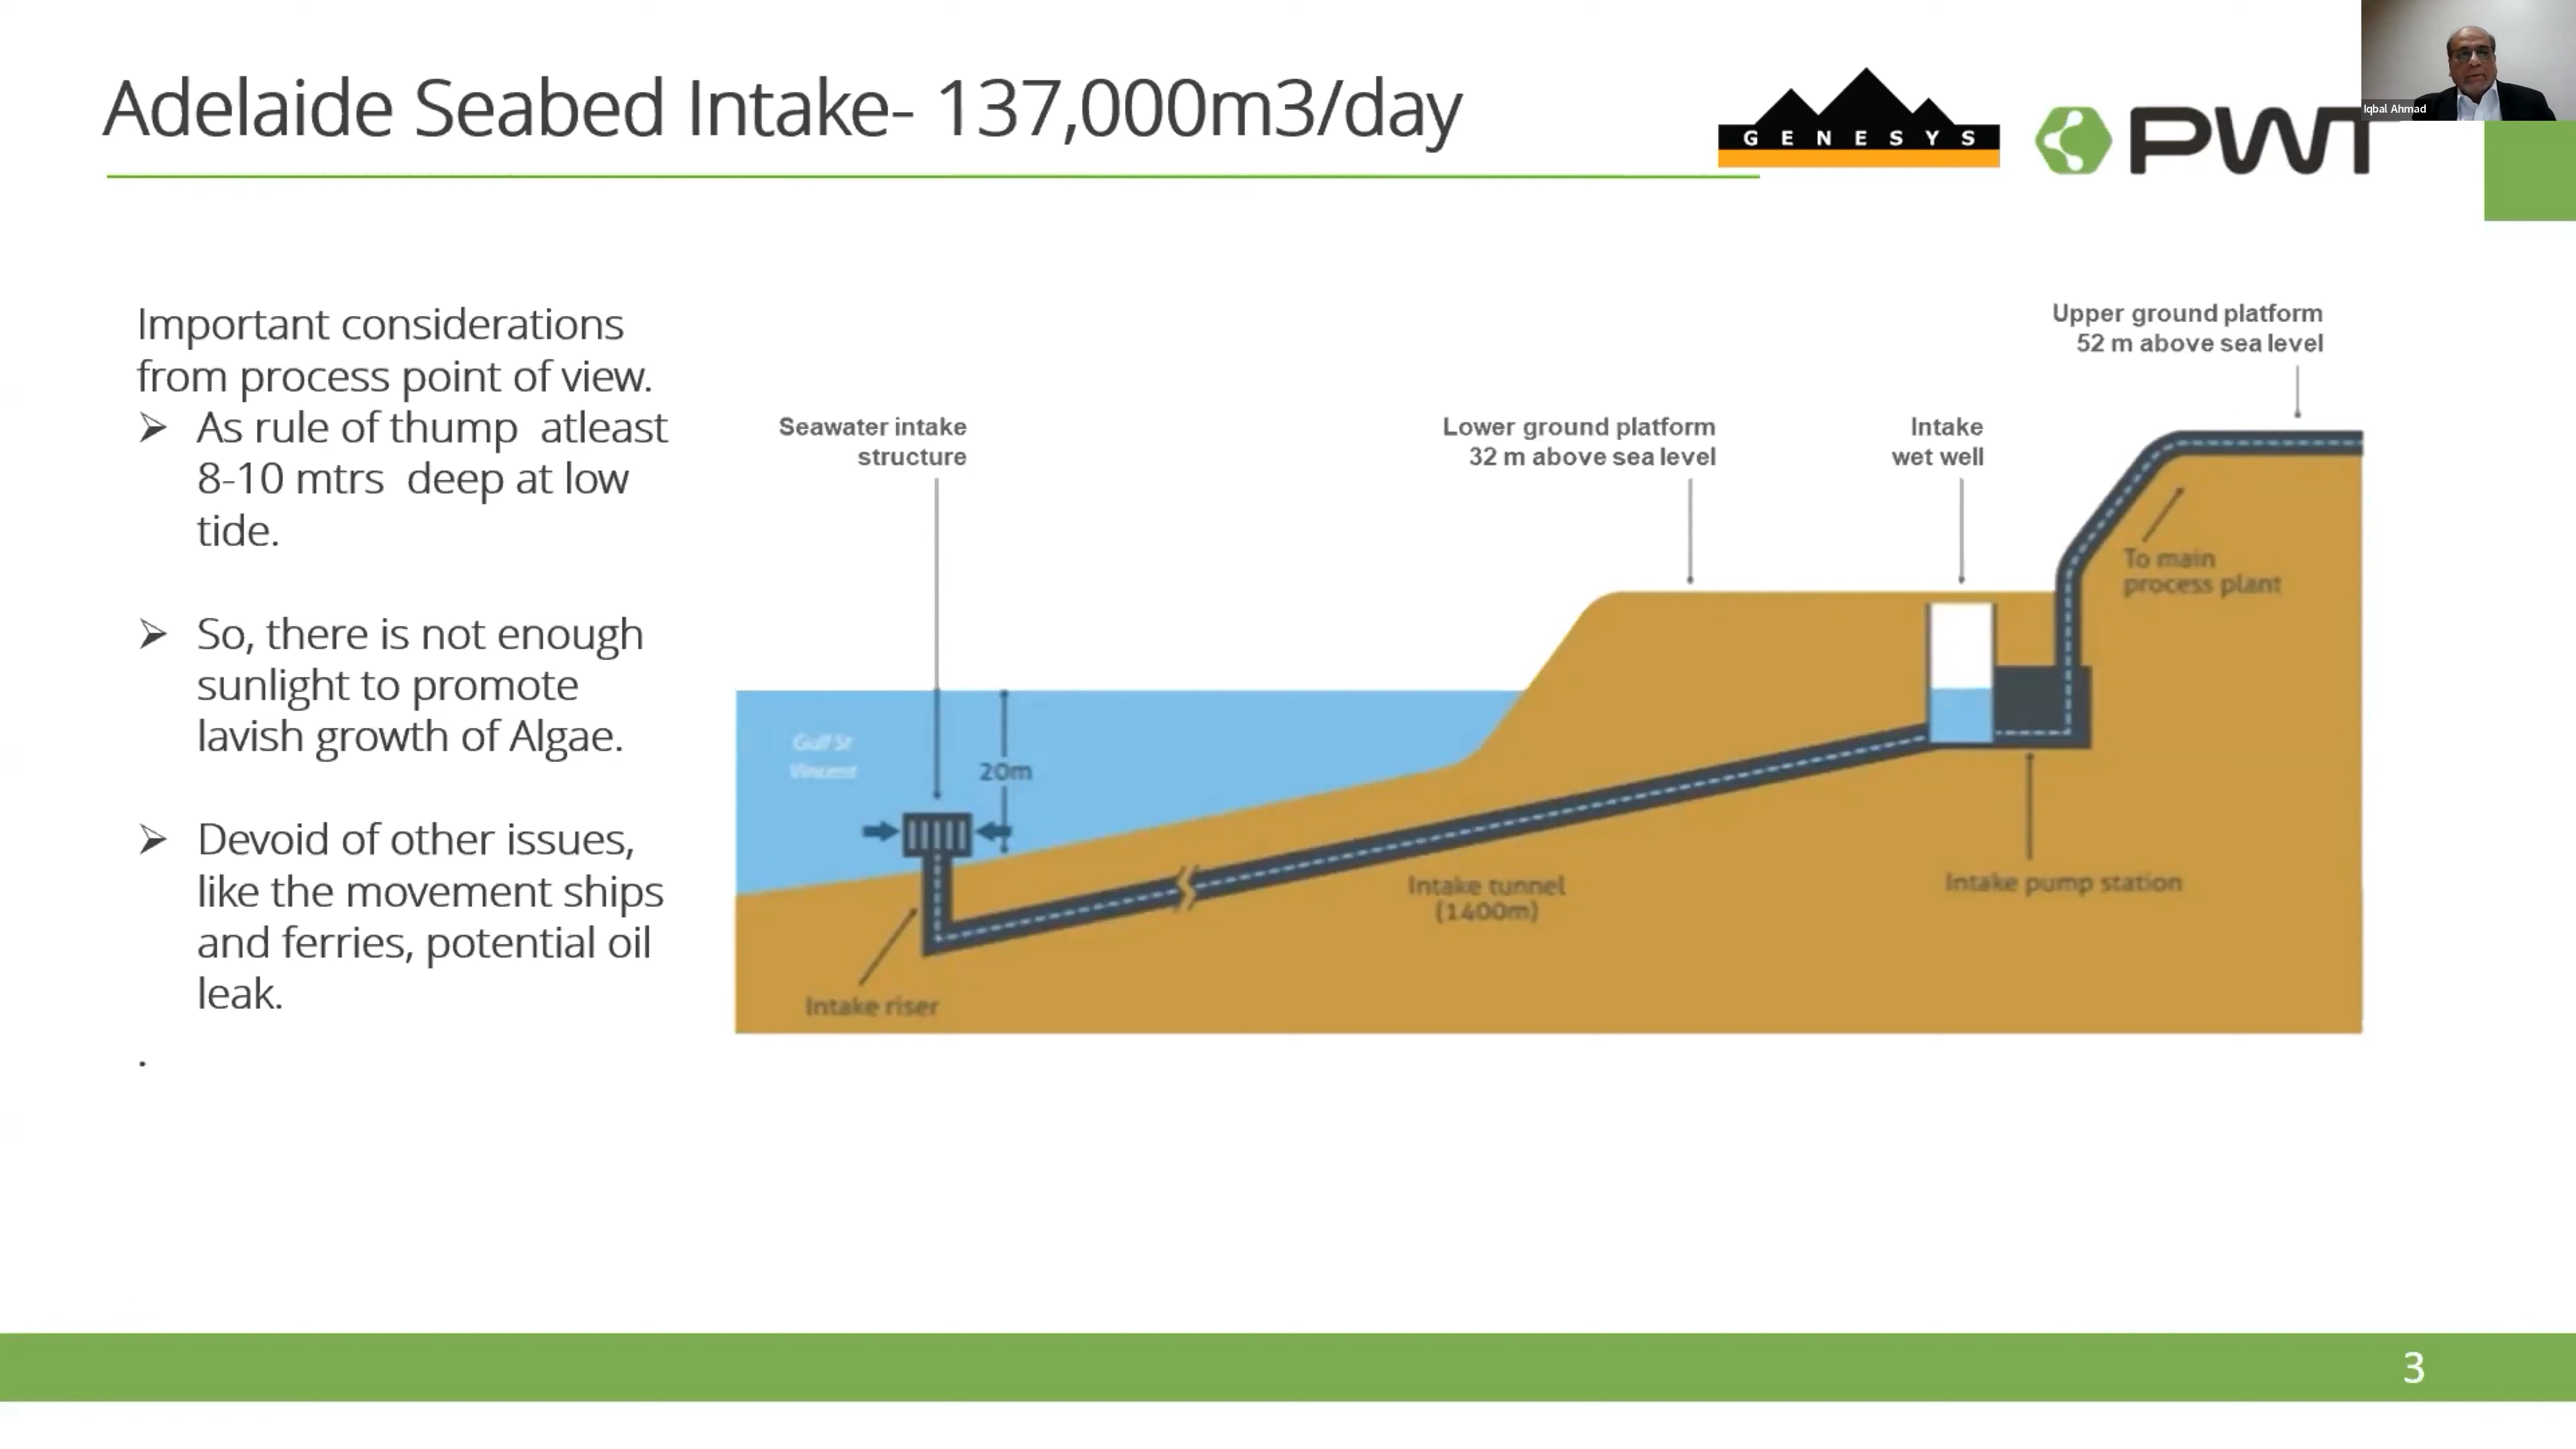 Adelaide Seabed Intake- 137,000m3/day
GENESYS
PWT
Iqbal Ahmad
Important considerations
from process point of view.
As rule of thump atleast
8-10 mtrs deep at low
tide.
So, there is not enough
sunlight to promote
lavish growth of Algae.
Devoid of other issues,
like the movement ships
and ferries, potential oil
leak.
.
Upper ground platform
52 m above sea level
Seawater intake
structure
Lower ground platform
32 m above sea level
Intake
wet well
To main
process plant
Gulf St
Vincent
20m
Intake tunnel
(1400m)
Intake pump station
Intake riser
3